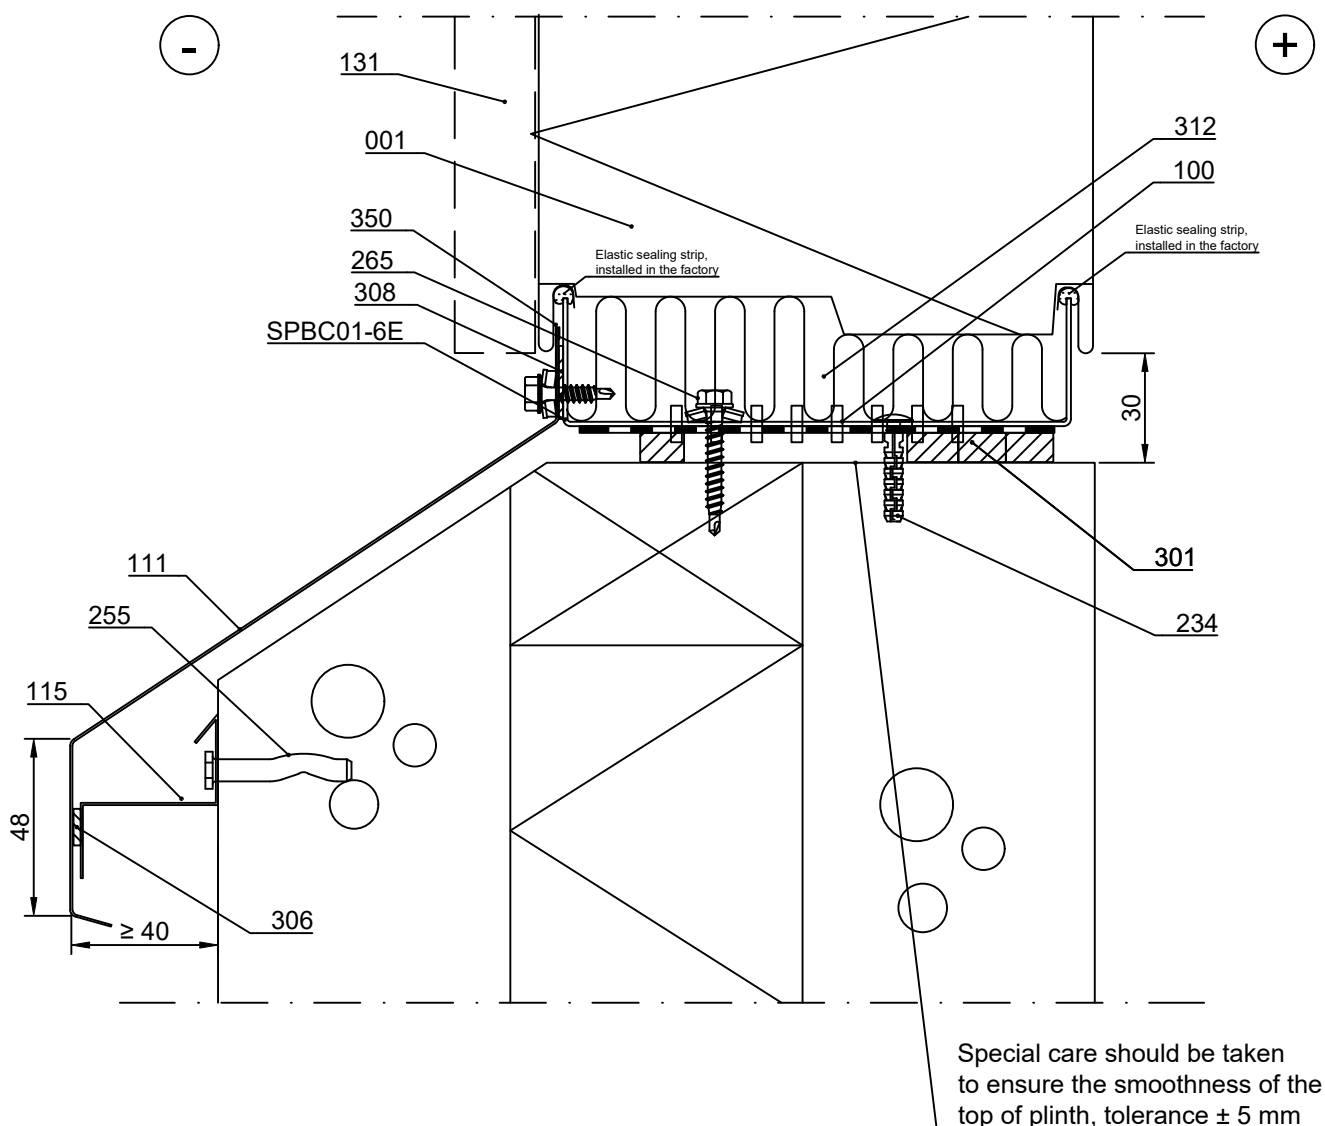 -
+
131
001
350
265
308
SPBC01-6E
Elastic sealing strip,
installed in the factory
312
100
Elastic sealing strip,
installed in the factory
30
301
234
111
255
115
48
≥ 40
306
Special care should be taken
to ensure the smoothness of the
top of plinth, tolerance ± 5 mm